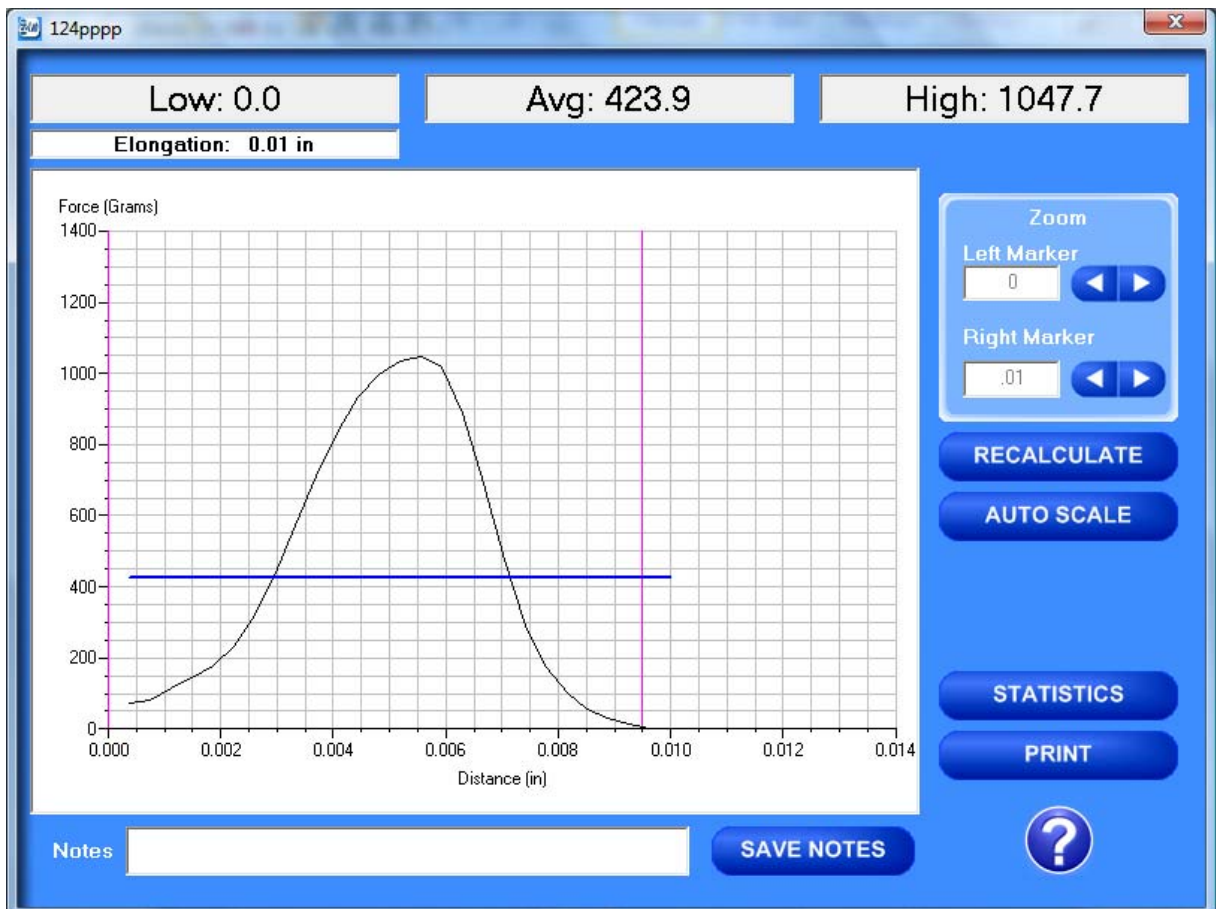 124pppp
Low: 0.0
Avg: 423.9
High: 1047.7
Elongation: 0.01 in
Force (Grams)
1400
1200
1000
800
600
400
200
0
0.000 0.002 0.004 0.006 0.008 0.010 0.012 0.014
Distance (in)
Zoom
Left Marker
0
Right Marker
.01
RECALCULATE
AUTO SCALE
STATISTICS
PRINT
?
Notes
SAVE NOTES